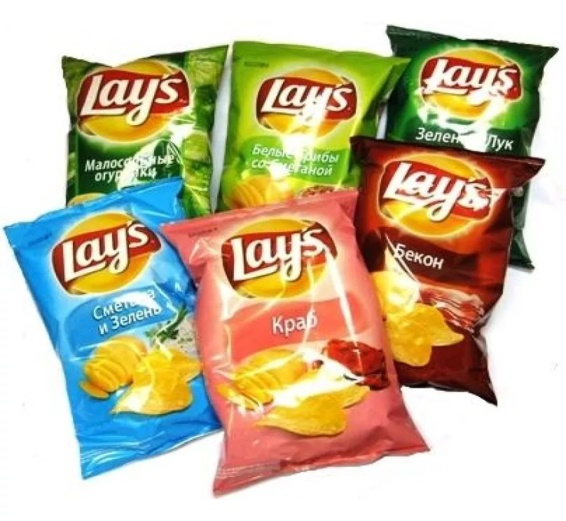 Lay's
Малосольные
огурчики
Lay's
Белые грибы
со сметаной
Lay's
Зеленый Лук
Lay's
Сметана
и Зелень
Lay's
Краб
Lay's
Бекон